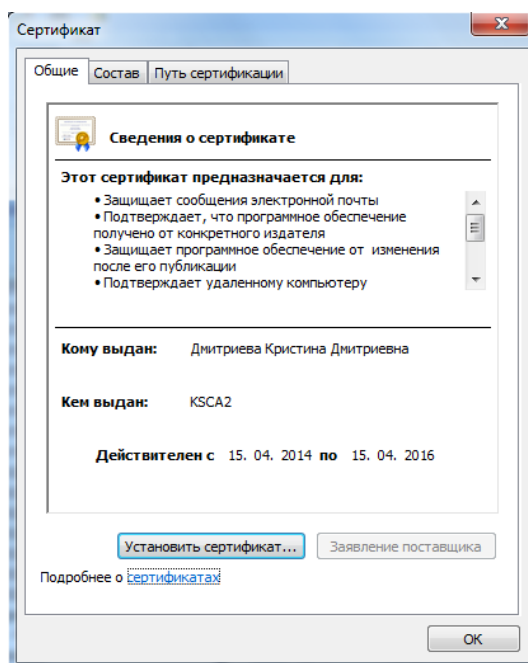 Сертификат
Общие Состав Путь сертификации
Сведения о сертификате
Этот сертификат предназначается для:
• Защищает сообщения электронной почты
• Подтверждает, что программное обеспечение
получено от конкретного издателя
• Защищает программное обеспечение от изменения
после его публикации
• Подтверждает удаленному компьютеру
Кому выдан: Дмитриева Кристина Дмитриевна
Кем выдан: KSCA2
Действителен с 15. 04. 2014 по 15. 04. 2016
Установить сертификат... Заявление поставщика
Подробнее о сертификатах
ОК